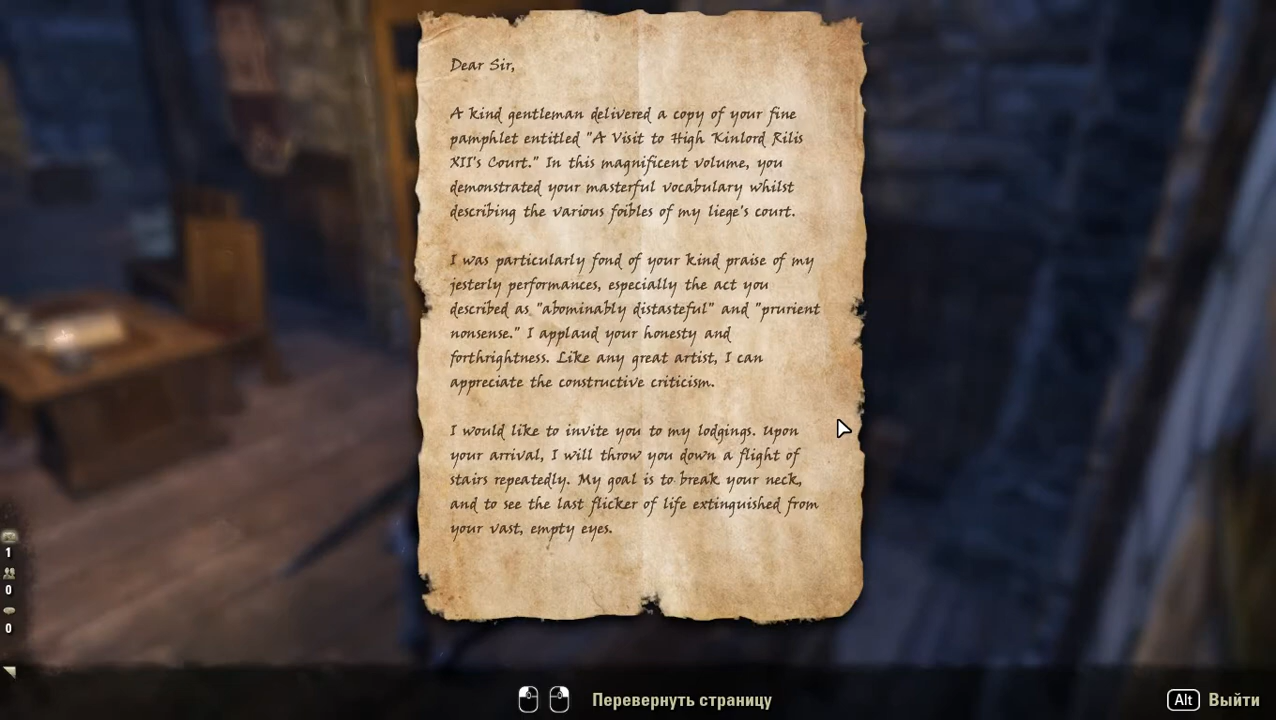 Dear Sir,
A kind gentleman delivered a copy of your fine
pamphlet entitled "A Visit to High Kinlord Rilis
XII's Court." In this magnificent volume, you
demonstrated your masterful vocabulary whilst
describing the various foibles of my liege's court.
I was particularly fond of your kind praise of my
jesterly performances, especially the act you
described as "abominably distasteful" and "prurient
nonsense." I applaud your honesty and
forthrightness. Like any great artist, I can
appreciate the constructive criticism.
I would like to invite you to my lodgings. Upon
your arrival, I will throw you down a flight of
stairs repeatedly. My goal is to break your neck,
and to see the last flicker of life extinguished from
your vast, empty eyes.
1
0
0
Перевернуть страницу
Alt Выйти